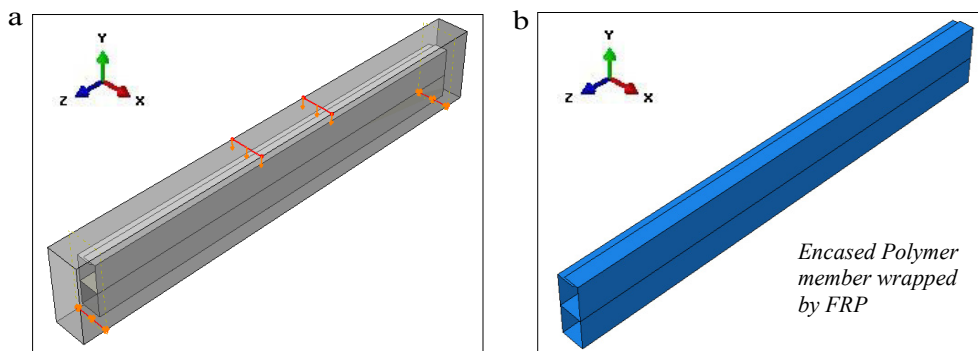 a
Y
Z X
b
Y
Z X
Encased Polymer
member wrapped
by FRP